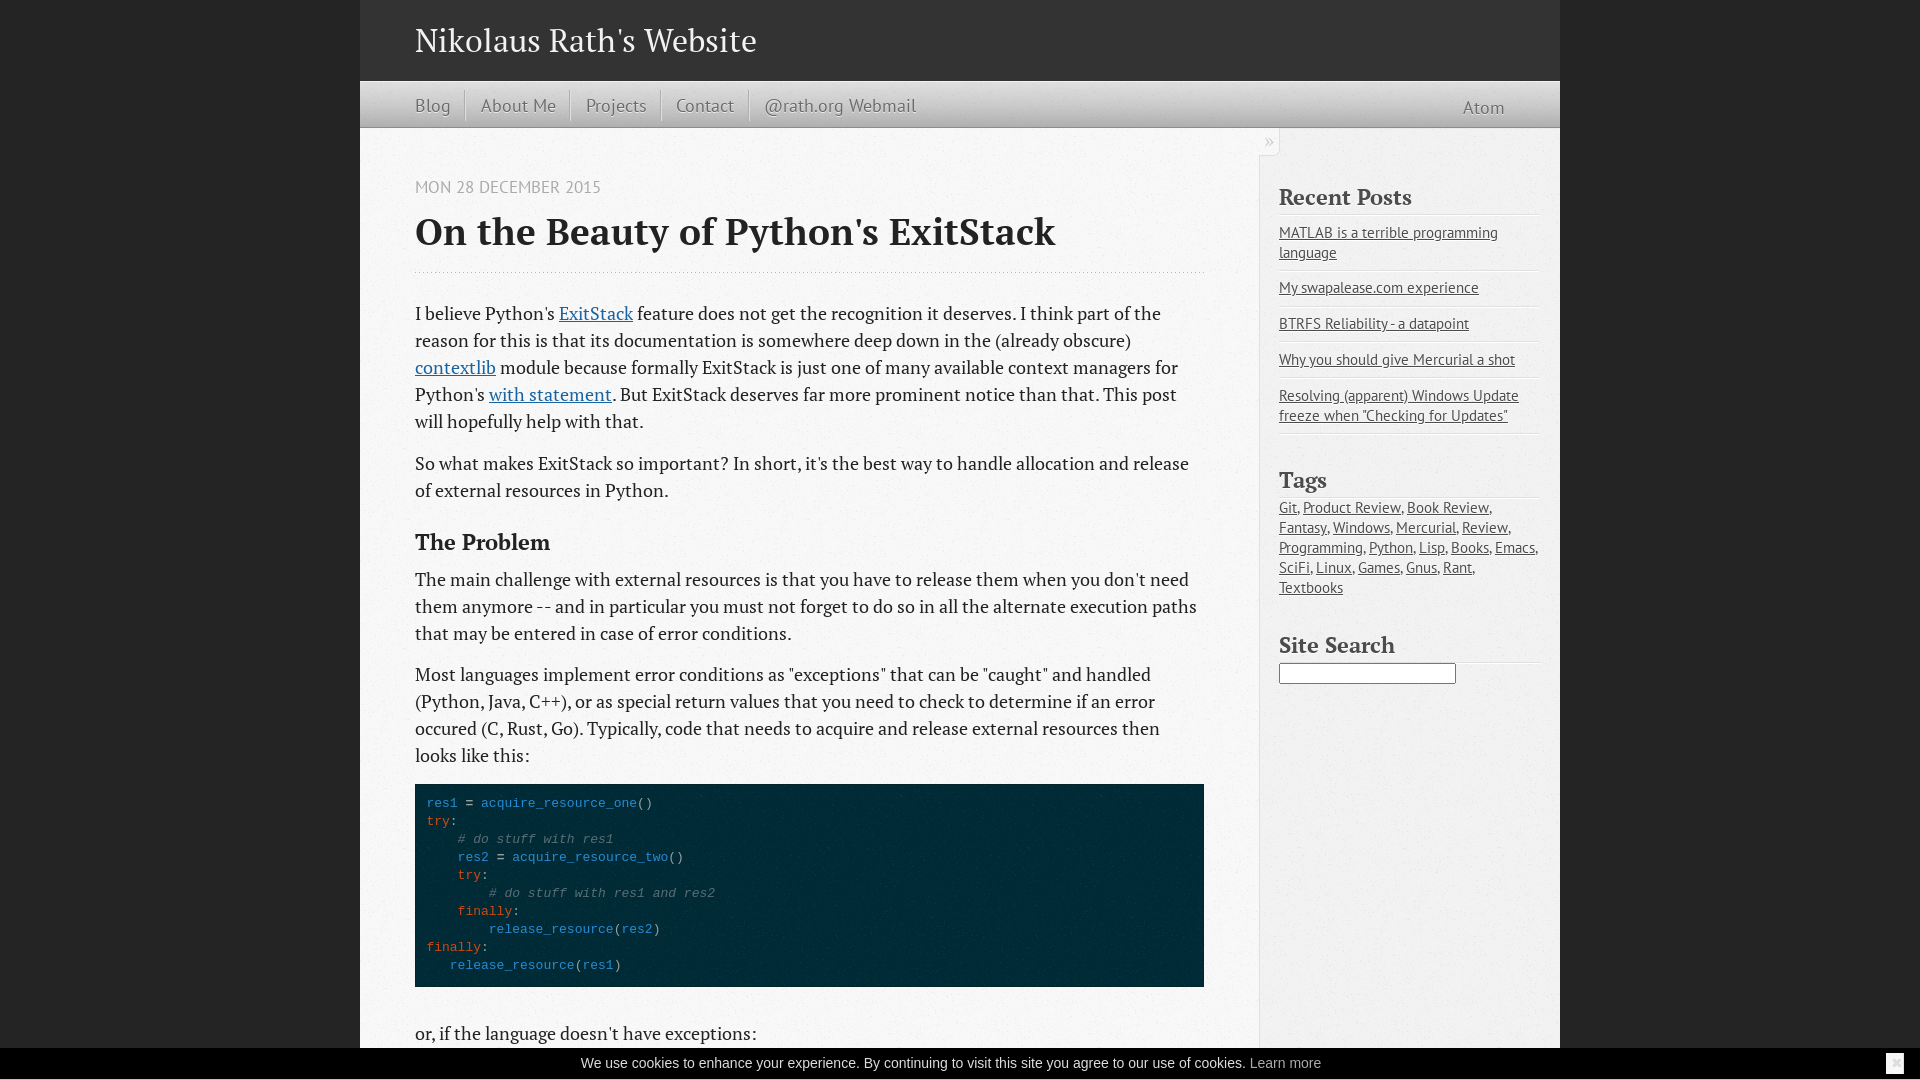 Nikolaus Rath's Website
Blog
About Me
Projects
Contact
@rath.org Webmail
Atom
»
MON 28 DECEMBER 2015
On the Beauty of Python's ExitStack
I believe Python's ExitStack feature does not get the recognition it deserves. I think part of the
reason for this is that its documentation is somewhere deep down in the (already obscure)
contextlib module because formally ExitStack is just one of many available context managers for
Python's with statement. But ExitStack deserves far more prominent notice than that. This post
will hopefully help with that.
So what makes ExitStack so important? In short, it's the best way to handle allocation and release
of external resources in Python.
The Problem
The main challenge with external resources is that you have to release them when you don't need
them anymore -- and in particular you must not forget to do so in all the alternate execution paths
that may be entered in case of error conditions.
Most languages implement error conditions as "exceptions" that can be "caught" and handled
(Python, Java, C++), or as special return values that you need to check to determine if an error
occured (C, Rust, Go). Typically, code that needs to acquire and release external resources then
looks like this:
res1 = acquire_resource_one()
try:
    # do stuff with res1
    res2 = acquire_resource_two()
    try:
        # do stuff with res1 and res2
    finally:
        release_resource(res2)
finally:
   release_resource(res1)
or, if the language doesn't have exceptions:
Recent Posts
MATLAB is a terrible programming
language
My swapalease.com experience
BTRFS Reliability - a datapoint
Why you should give Mercurial a shot
Resolving (apparent) Windows Update
freeze when "Checking for Updates"
Tags
Git, Product Review, Book Review,
Fantasy, Windows, Mercurial, Review,
Programming, Python, Lisp, Books, Emacs,
SciFi, Linux, Games, Gnus, Rant,
Textbooks
Site Search
We use cookies to enhance your experience. By continuing to visit this site you agree to our use of cookies. Learn more